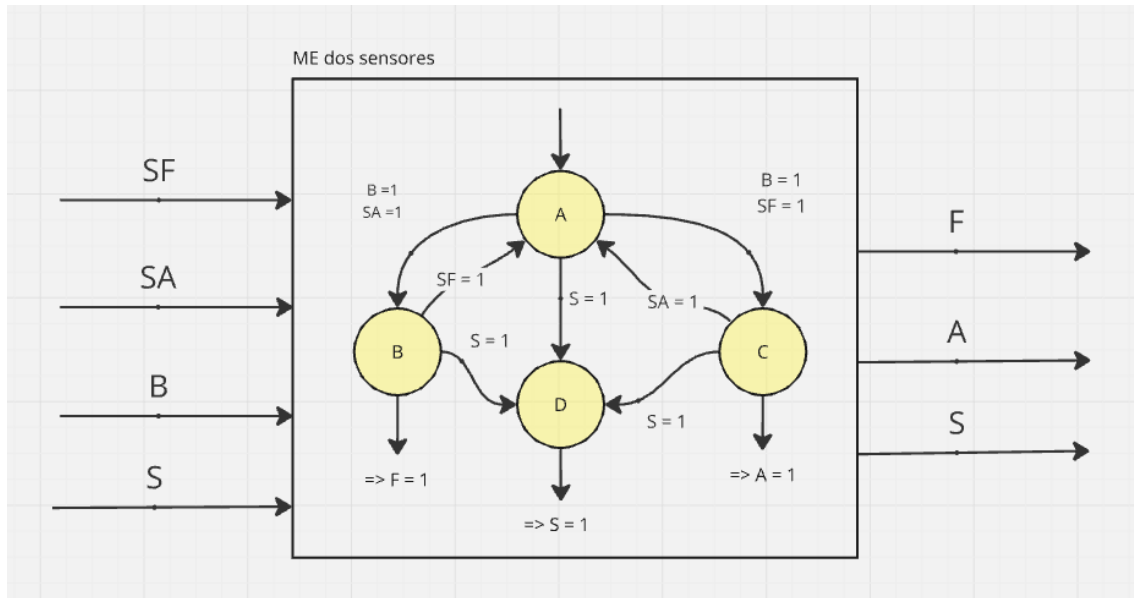 ME dos sensores
SF
SA
B
S
B =1
SA =1
B = 1
SF = 1
A
SF = 1
S = 1
SA = 1
B
S = 1
C
D
S = 1
=> F = 1
=> A = 1
=> S = 1
F
A
S